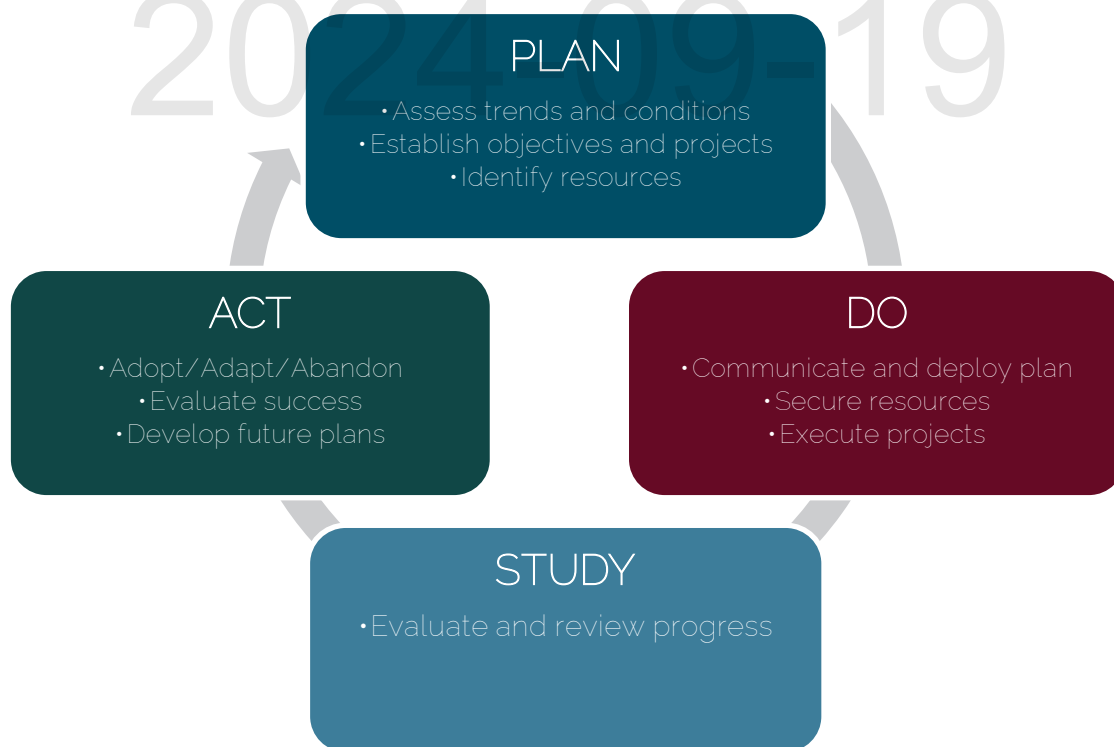 2024-09-19
PLAN
•Assess trends and conditions
•Establish objectives and projects
•Identify resources
ACT
•Adopt/Adapt/Abandon
•Evaluate success
•Develop future plans
DO
•Communicate and deploy plan
•Secure resources
•Execute projects
STUDY
•Evaluate and review progress